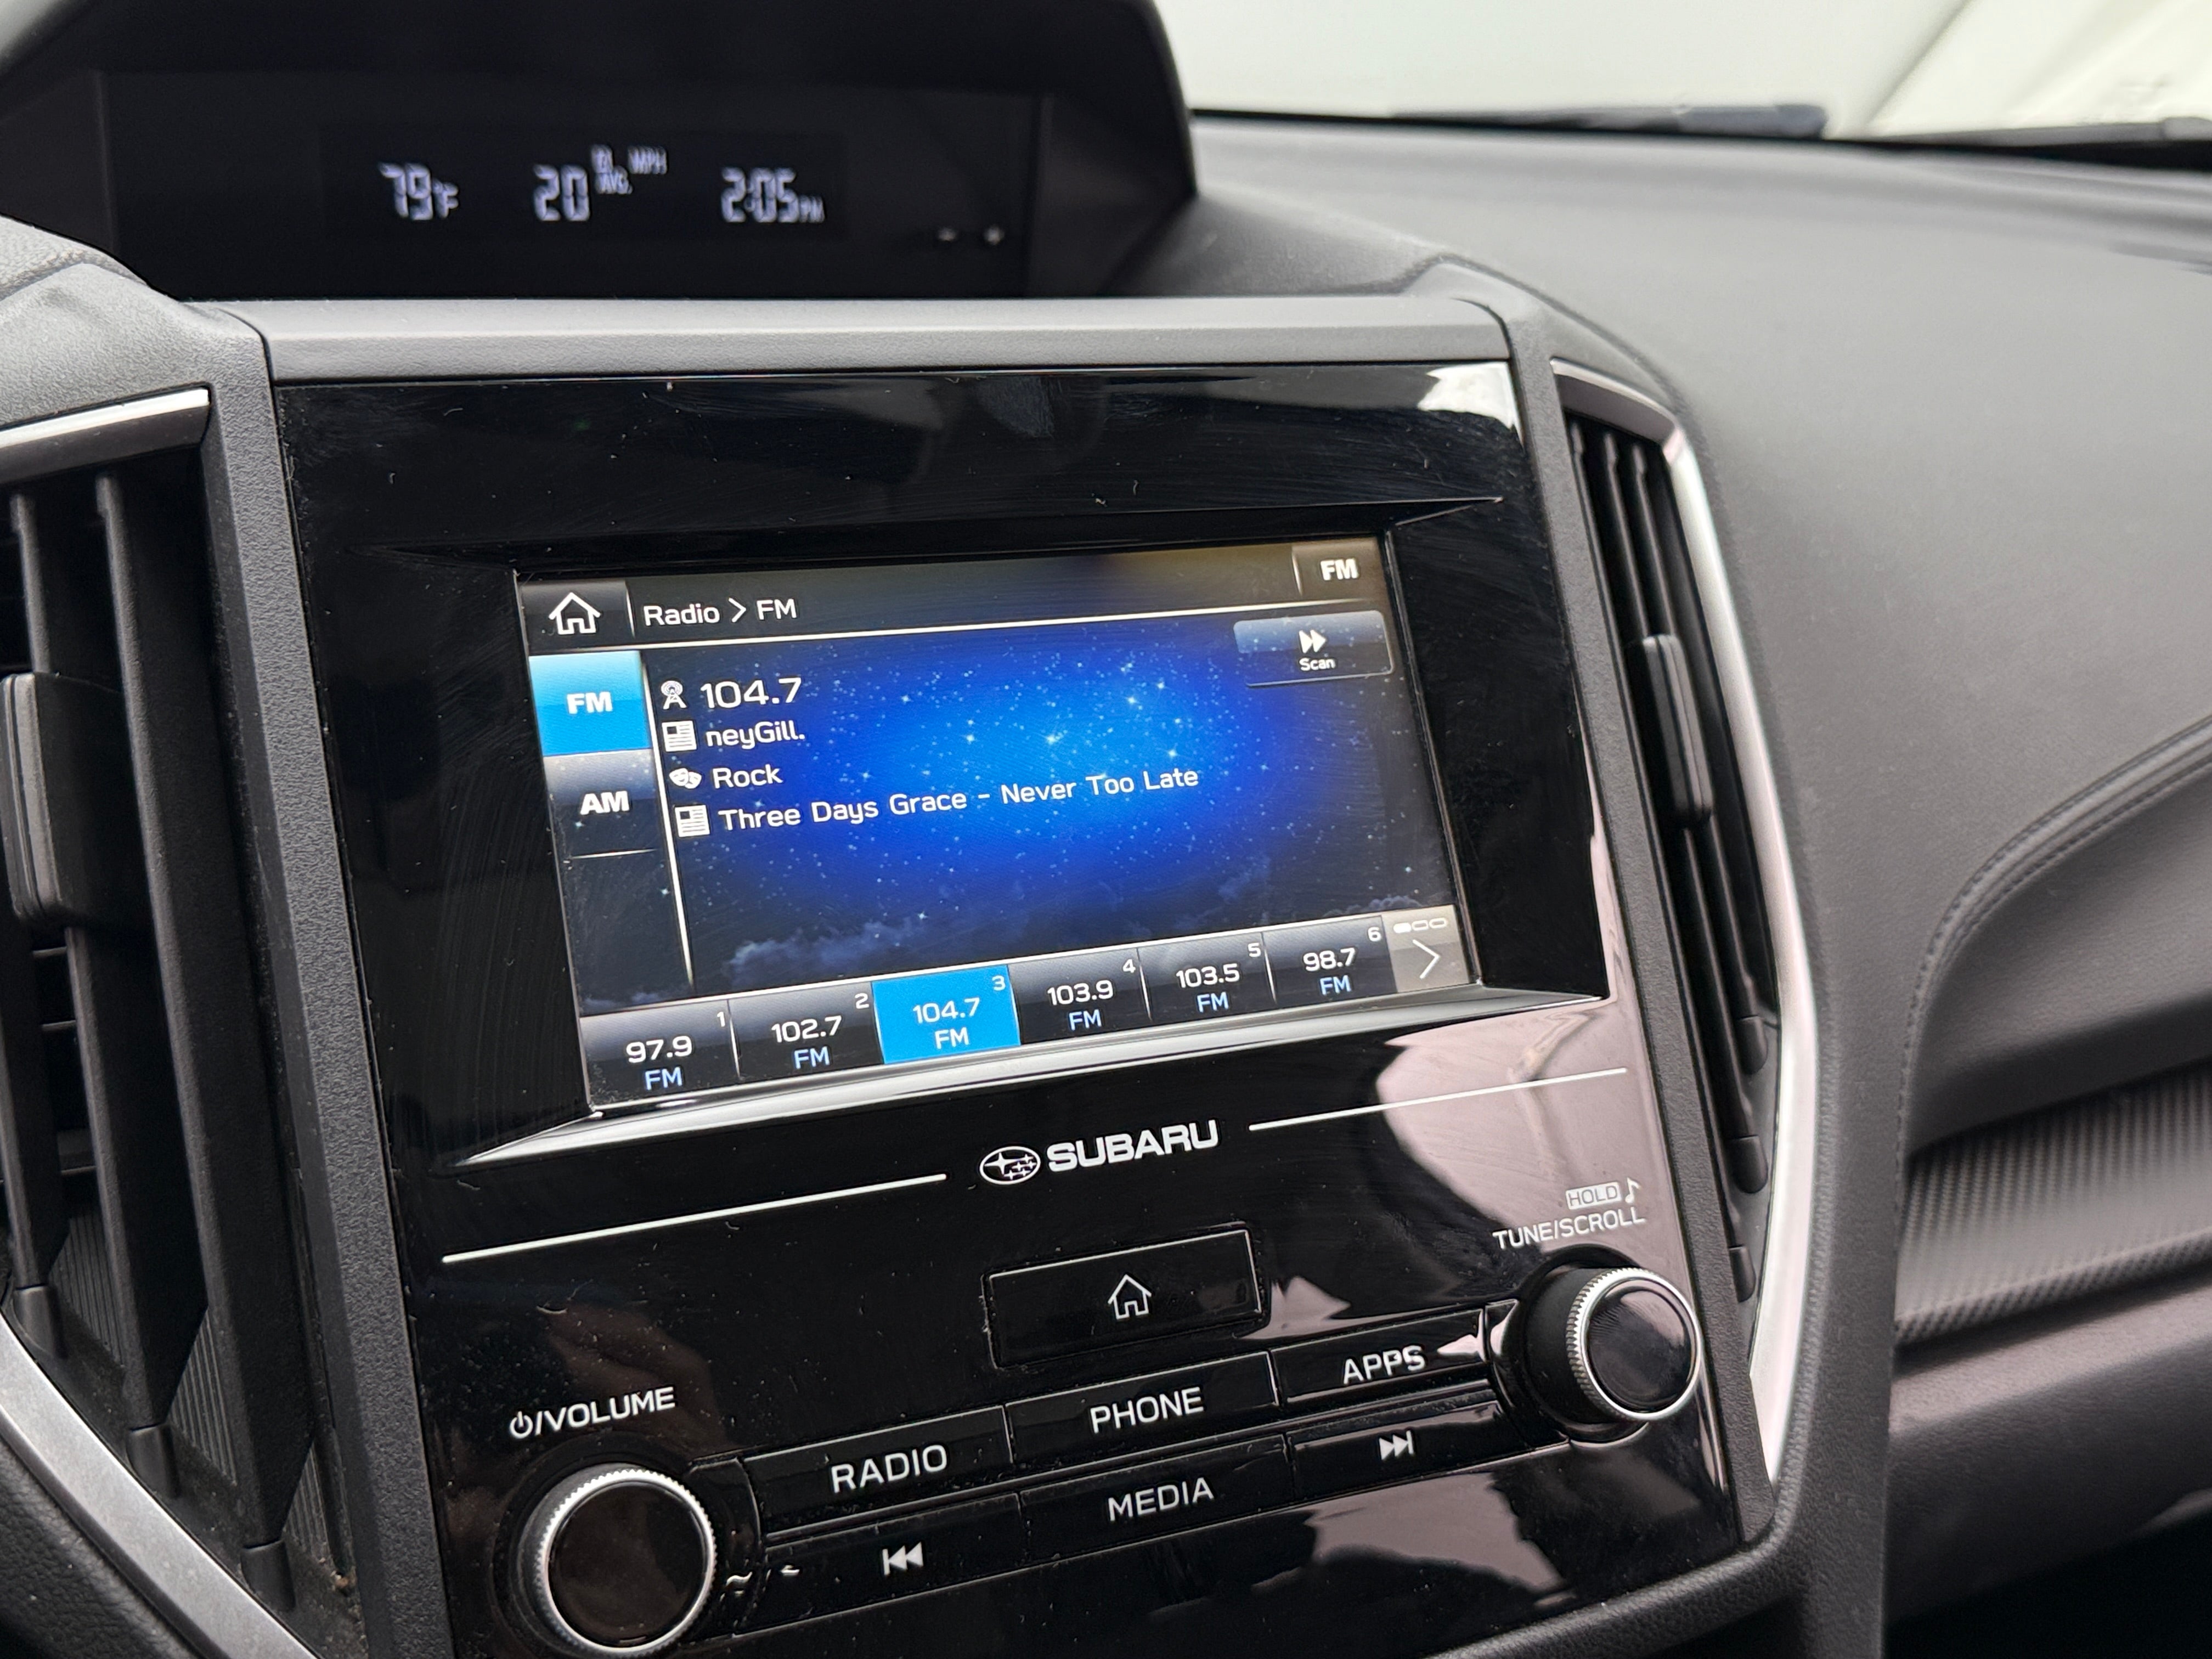 79°F 20 AVG. MPH 2:05PM
Radio > FM FM
Scan
FM
104.7
neyGill.
AM
Rock
Three Days Grace - Never Too Late
1 97.9 FM
2 102.7 FM
3 104.7 FM
4 103.9 FM
5 103.5 FM
6 98.7 FM
SUBARU
HOLD
TUNE/SCROLL
/VOLUME
RADIO
PHONE
APPS
MEDIA